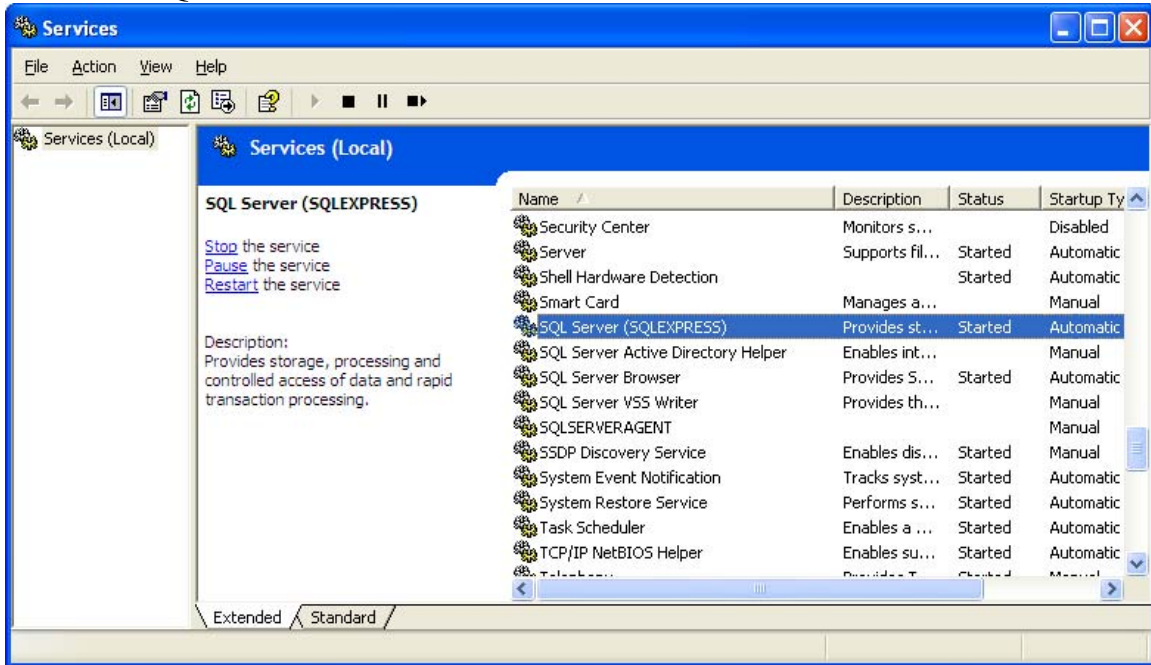 Services
File Action View Help
Services (Local)
Services (Local)
SQL Server (SQLEXPRESS)
Stop the service
Pause the service
Restart the service
Description:
Provides storage, processing and
controlled access of data and rapid
transaction processing.
Name Description Status Startup Ty
Security Center Monitors s... Disabled
Server Supports fil... Started Automatic
Shell Hardware Detection Started Automatic
Smart Card Manages a... Manual
SQL Server (SQLEXPRESS) Provides st... Started Automatic
SQL Server Active Directory Helper Enables int... Manual
SQL Server Browser Provides S... Started Automatic
SQL Server VSS Writer Provides th... Manual
SQLSERVERAGENT Manual
SSDP Discovery Service Enables dis... Started Manual
System Event Notification Tracks syst... Started Automatic
System Restore Service Performs s... Started Automatic
Task Scheduler Enables a ... Started Automatic
TCP/IP NetBIOS Helper Enables su... Started Automatic
Extended Standard